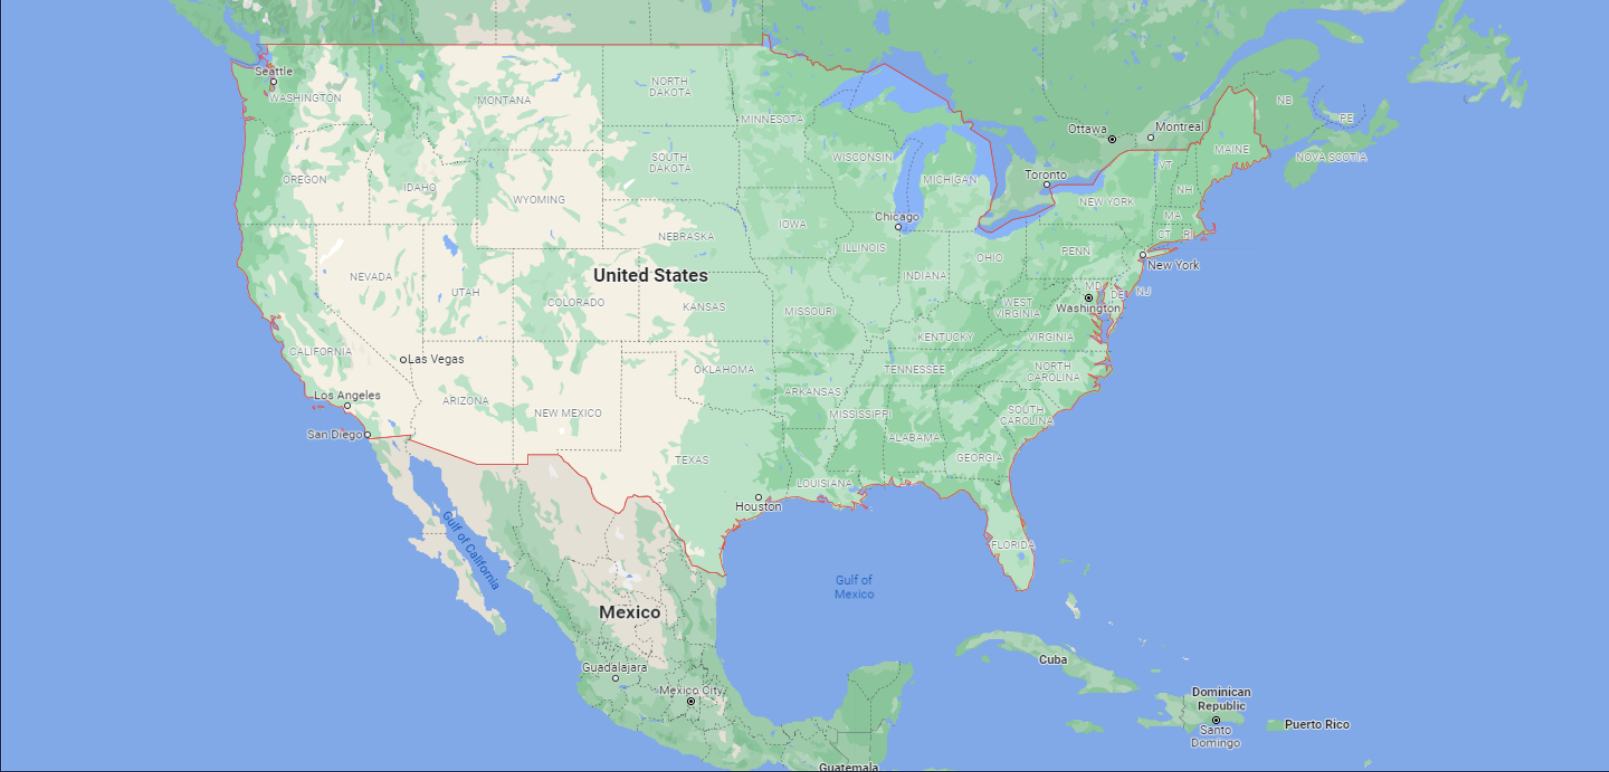 Seattle
WASHINGTON
MONTANA
NORTH
DAKOTA
MINNESOTA
Ottawa
Montreal
NB
PE
NOVA SCOTIA
MAINE
VT
NH
OREGON
IDAHO
WYOMING
SOUTH
DAKOTA
WISCONSIN
MICHIGAN
Toronto
NEW YORK
MA
CT
RI
Chicago
IOWA
NEBRASKA
ILLINOIS
INDIANA
OHIO
PENN
New York
NEVADA
UTAH
COLORADO
United States
KANSAS
MISSOURI
WEST
VIRGINIA
MD
DE
NJ
Washington
KENTUCKY
VIRGINIA
CALIFORNIA
Las Vegas
OKLAHOMA
TENNESSEE
NORTH
CAROLINA
Los Angeles
ARIZONA
NEW MEXICO
ARKANSAS
MISSISSIPPI
SOUTH
CAROLINA
San Diego
TEXAS
ALABAMA
GEORGIA
LOUISIANA
Houston
FLORIDA
Gulf of California
Gulf of
Mexico
Mexico
Guadalajara
Mexico City
Cuba
Dominican
Republic
Santo
Domingo
Puerto Rico
Guatemala